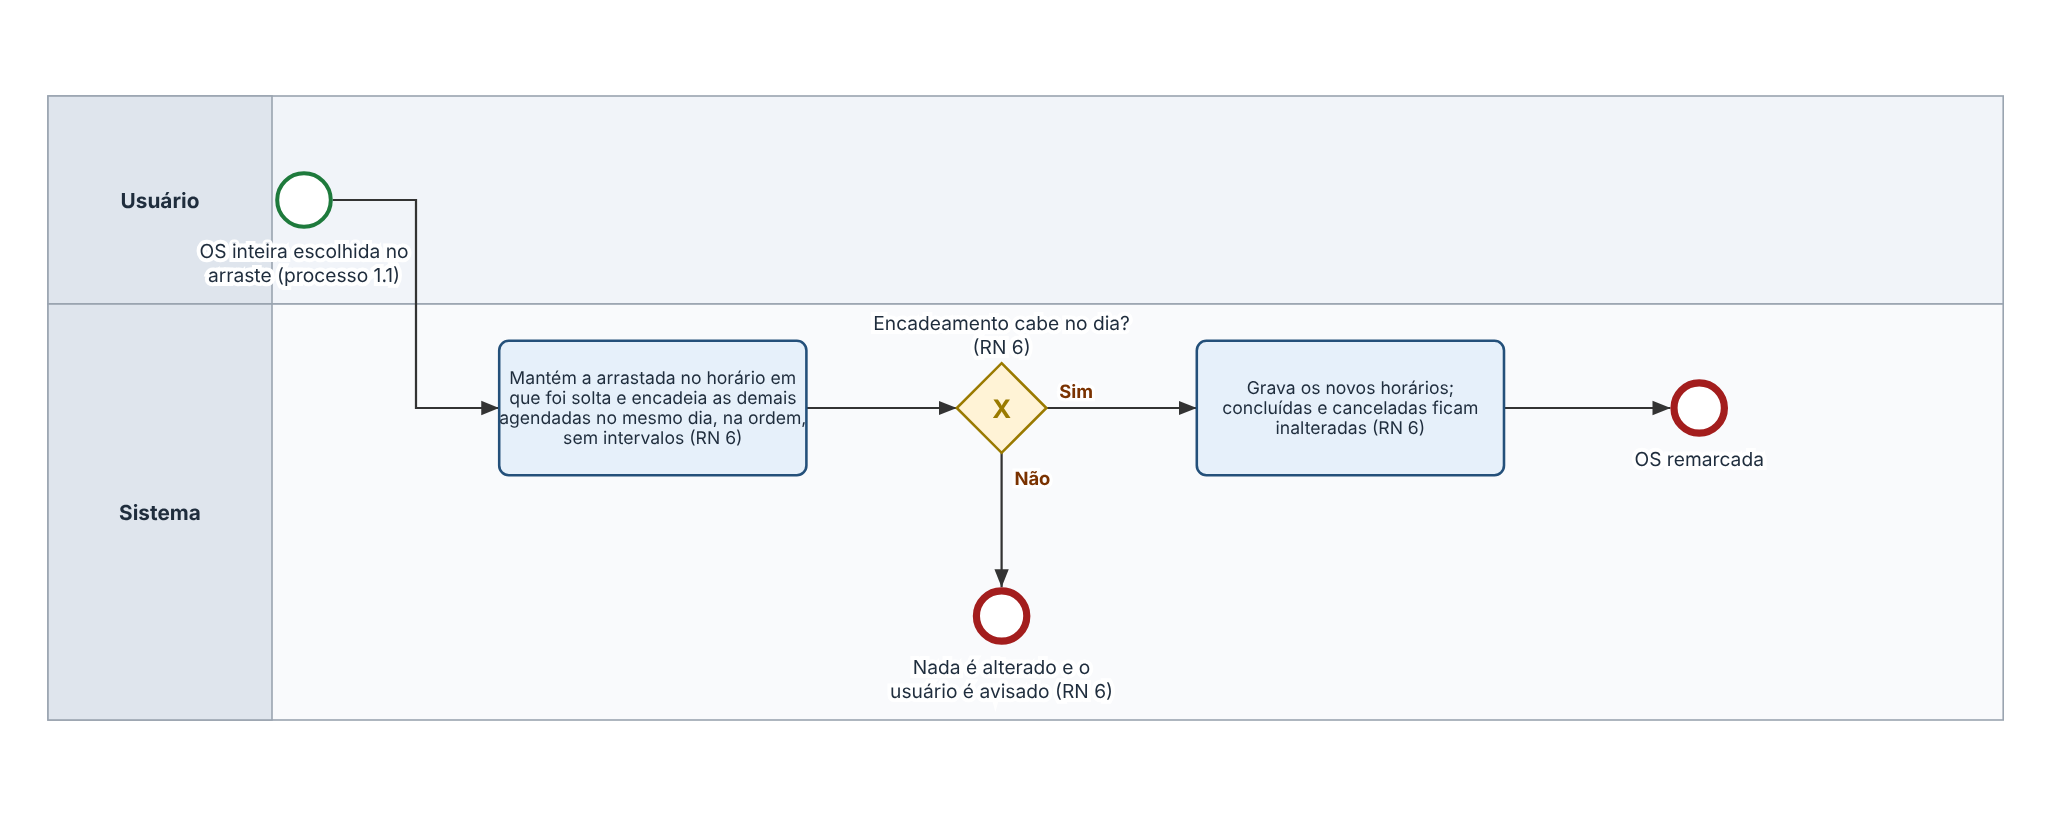 Usuário
OS inteira escolhida no
arraste (processo 1.1)
Sistema
Mantém a arrastada no horário em
que foi solta e encadeia as demais
agendadas no mesmo dia, na ordem,
sem intervalos (RN 6)
Encadeamento cabe no dia?
(RN 6)
X
Sim
Não
Grava os novos horários;
concluídas e canceladas ficam
inalteradas (RN 6)
OS remarcada
Nada é alterado e o
usuário é avisado (RN 6)